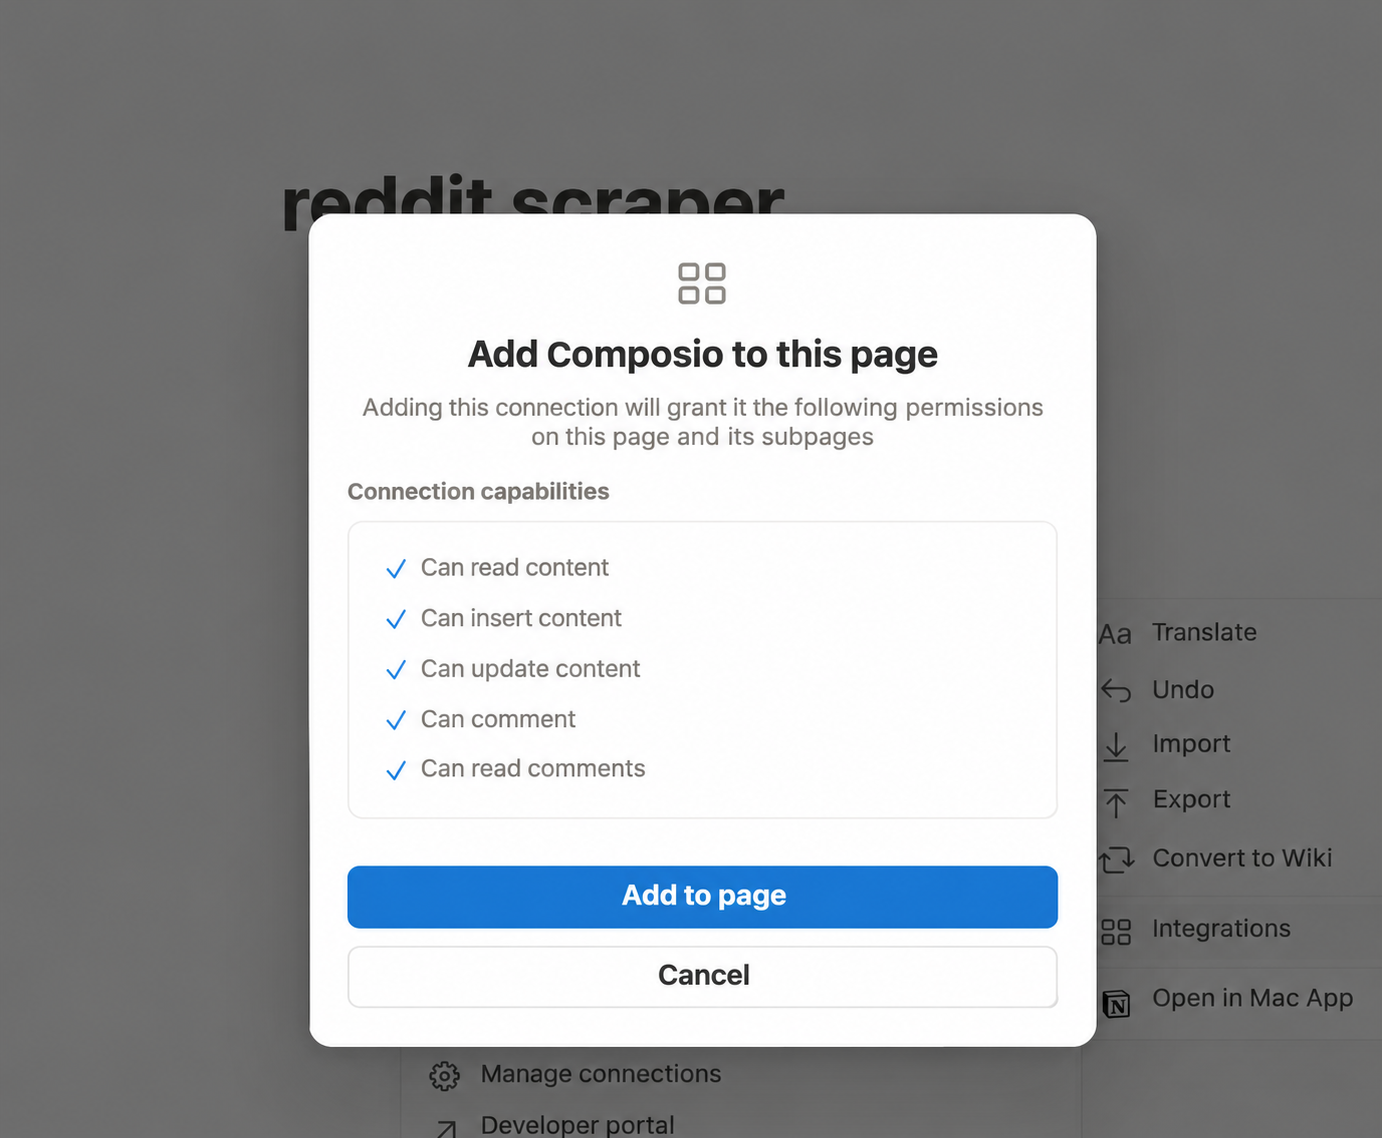 reddit scraper
Add Composio to this page
Adding this connection will grant it the following permissions
on this page and its subpages
Connection capabilities
Can read content
Can insert content
Can update content
Can comment
Can read comments
Add to page
Cancel
Aa Translate
Undo
Import
Export
Convert to Wiki
Integrations
N Open in Mac App
Manage connections
Developer portal